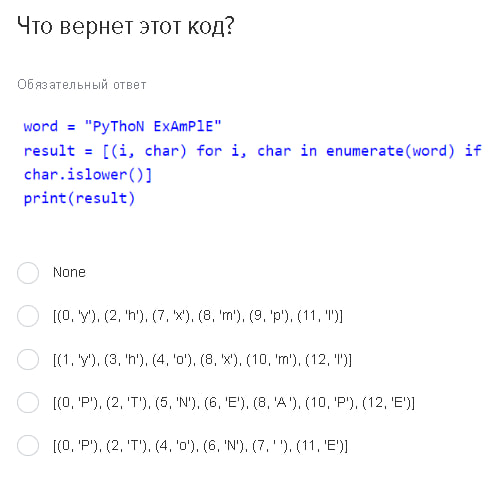 Что вернет этот код?
Обязательный ответ
word = "PyThoN ExAmPlE"
result = [(i, char) for i, char in enumerate(word) if
char.islower()]
print(result)
None
[(0, 'y'), (2, 'h'), (7, 'x'), (8, 'm'), (9, 'p'), (11, 'l')]
[(1, 'y'), (3, 'h'), (4, 'o'), (8, 'x'), (10, 'm'), (12, 'l')]
[(0, 'P'), (2, 'T'), (5, 'N'), (6, 'E'), (8, 'A'), (10, 'P'), (12, 'E')]
[(0, 'P'), (2, 'T'), (4, 'o'), (6, 'N'), (7, ' '), (11, 'E')]